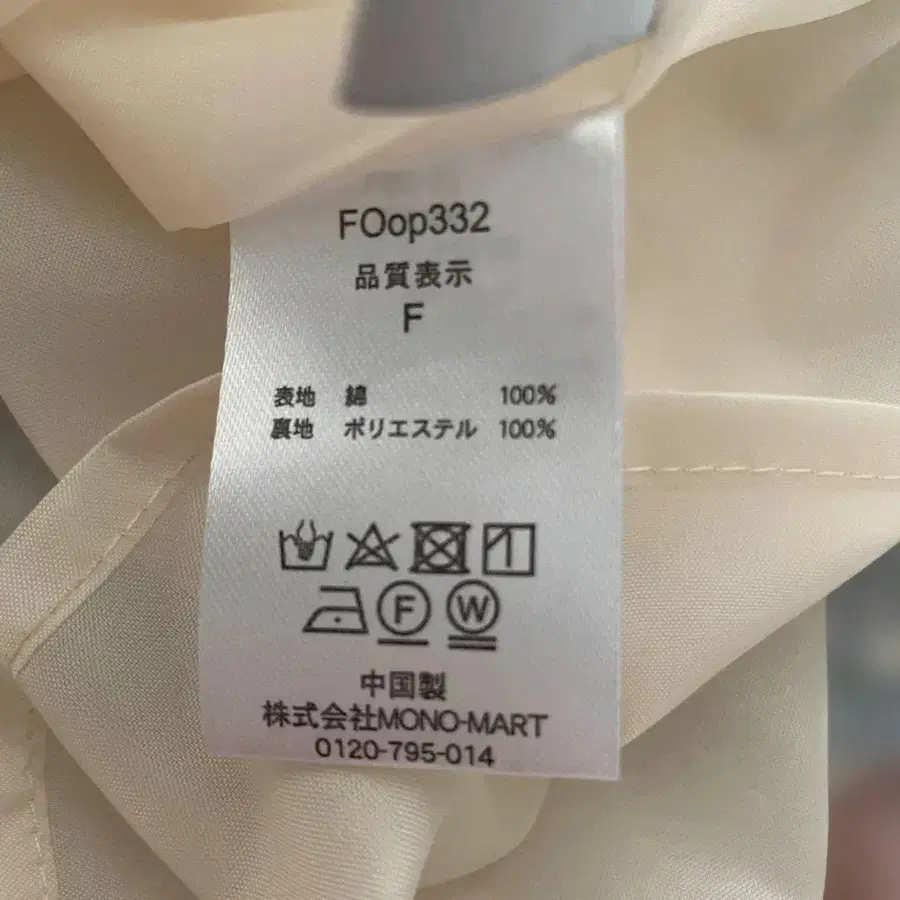 FOop332
品質表示
F
表地 綿 100%
裏地 ポリエステル 100%
F W
中国製
株式会社MONO-MART
0120-795-014